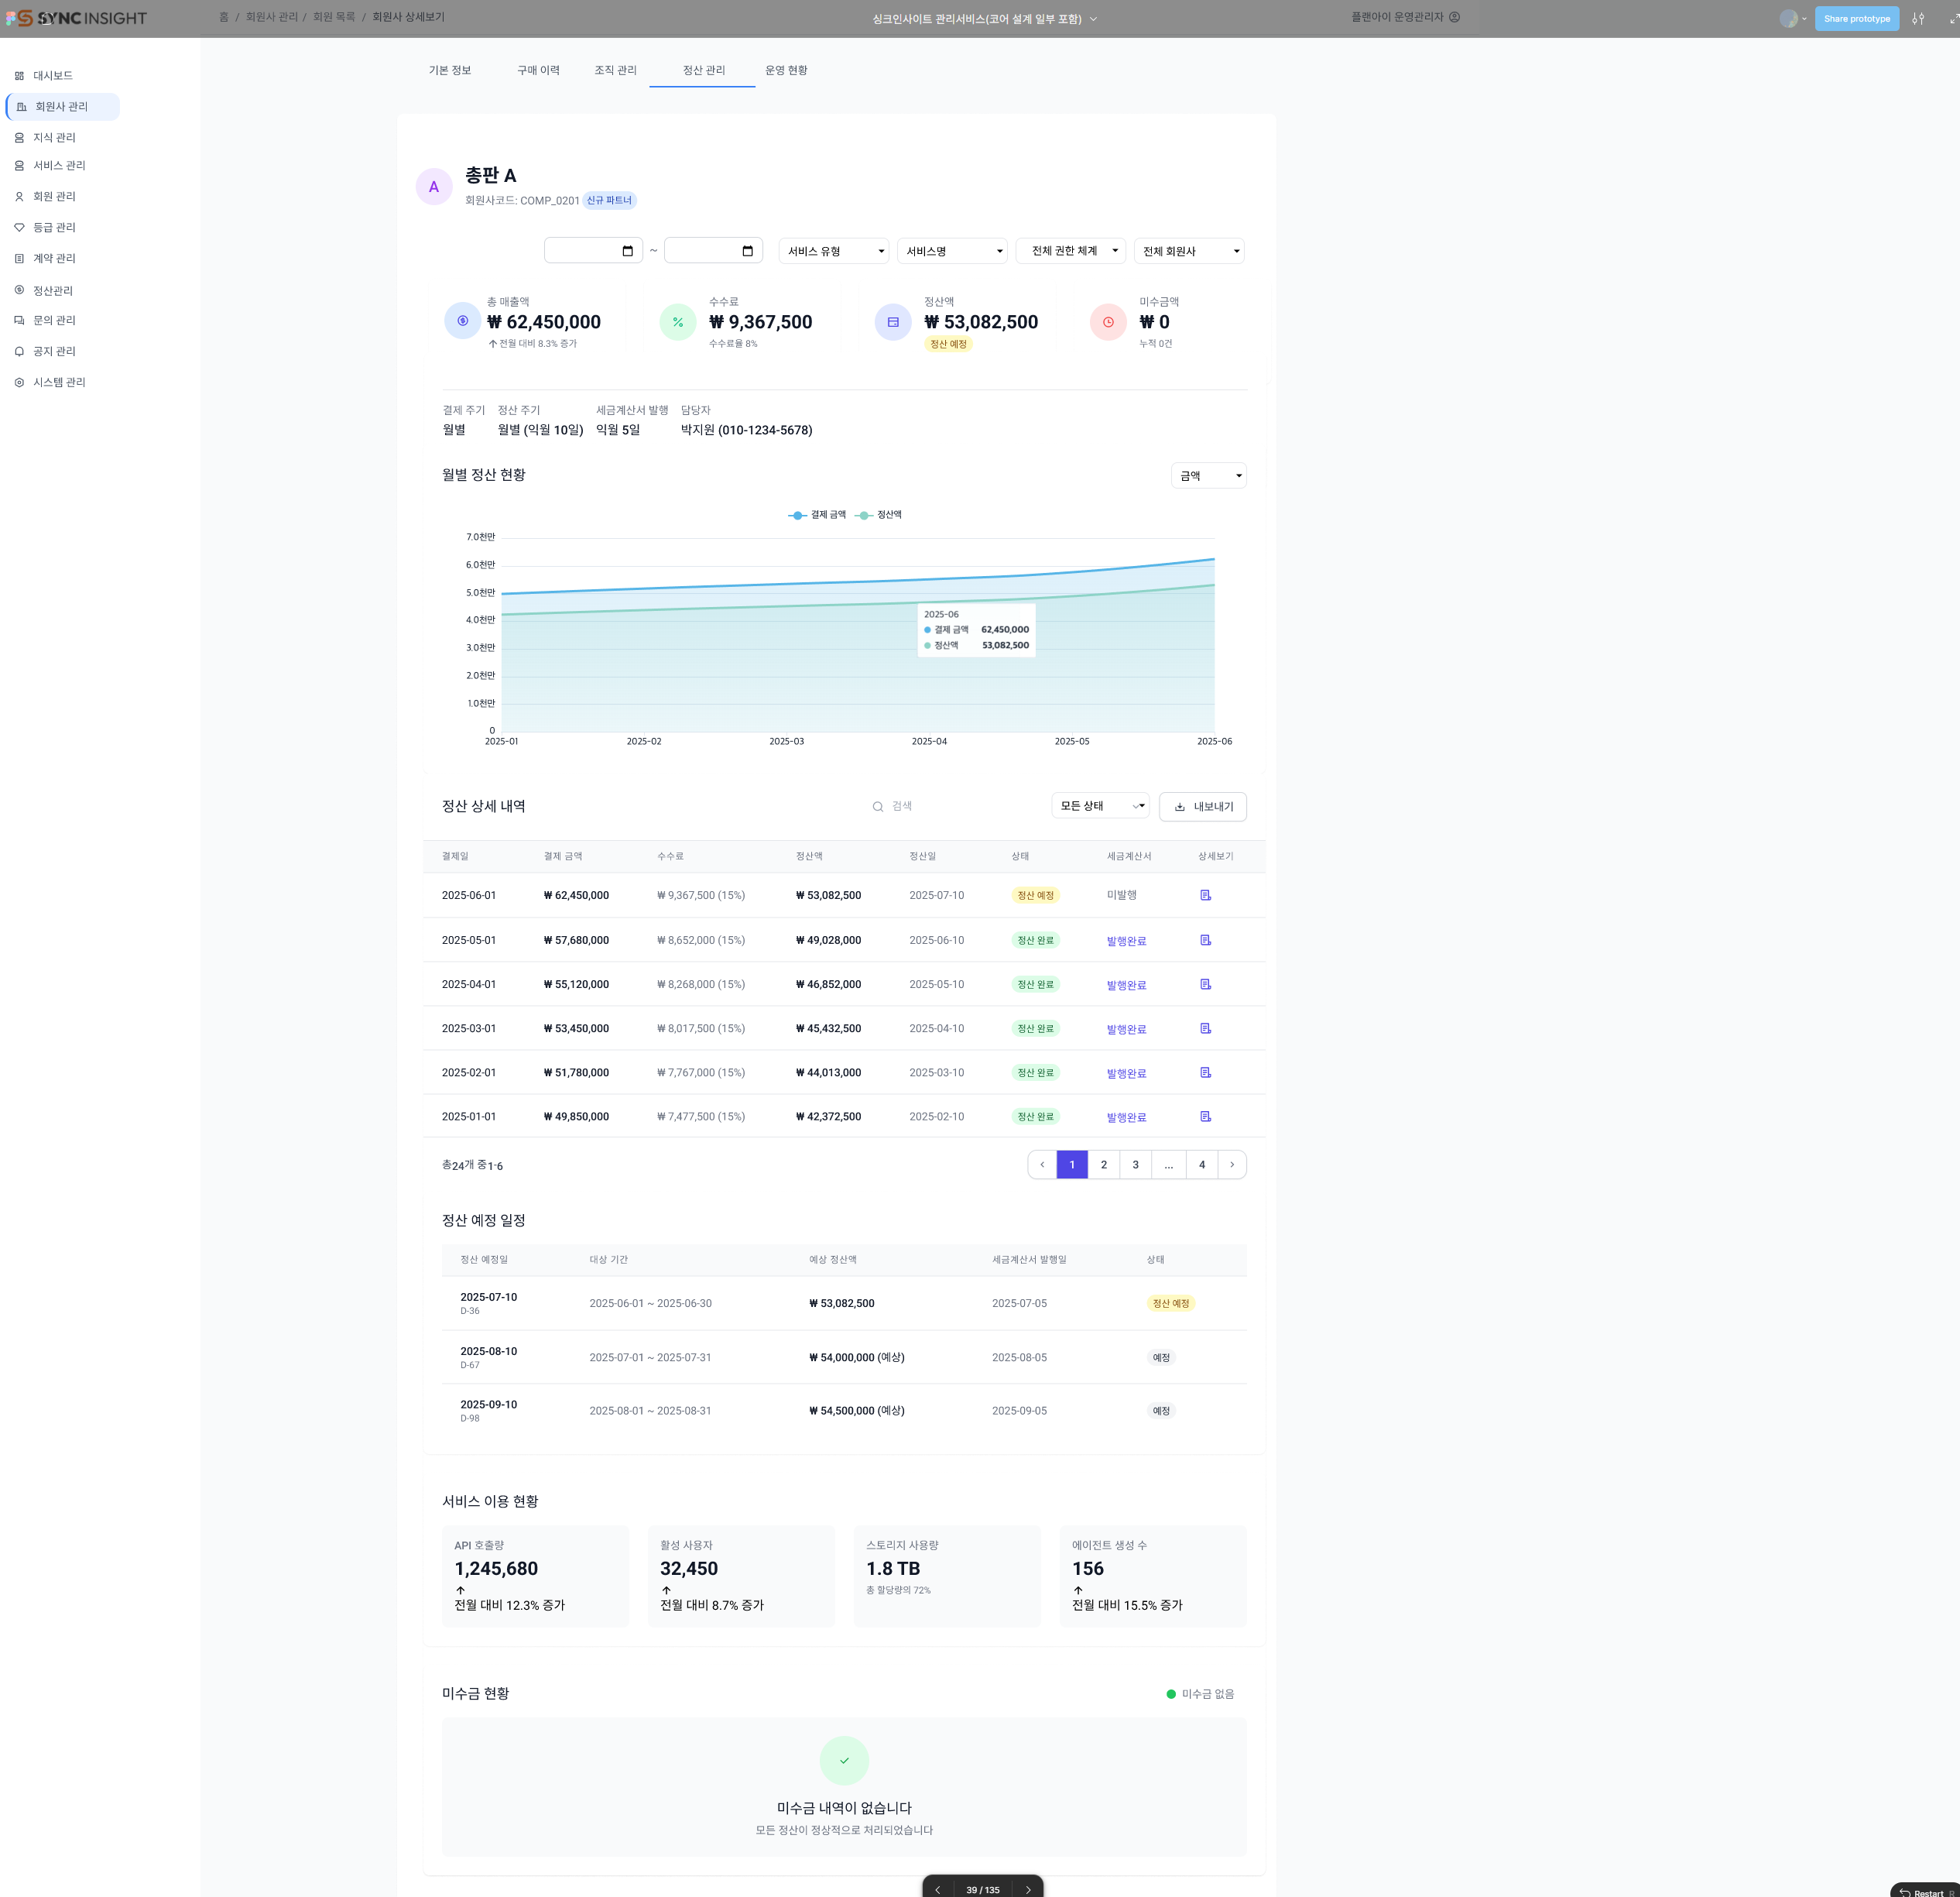 SYNC INSIGHT
홈 / 회원사 관리 / 회원 목록 / 회원사 상세보기
싱크인사이트 관리서비스(코어 설계 일부 포함)
플랜아이 운영관리자
Share prototype
대시보드
회원사 관리
지식 관리
서비스 관리
회원 관리
등급 관리
계약 관리
정산관리
문의 관리
공지 관리
시스템 관리
기본 정보 구매 이력 조직 관리 정산 관리 운영 현황
A
총판 A
회원사코드: COMP_0201 신규 파트너
~ 서비스 유형 서비스명 전체 권한 체계 전체 회원사
총 매출액
₩ 62,450,000
전월 대비 8.3% 증가
수수료
₩ 9,367,500
수수료율 8%
정산액
₩ 53,082,500
정산 예정
미수금액
₩ 0
누적 0건
결제 주기 정산 주기 세금계산서 발행 담당자
월별 월별 (익월 10일) 익월 5일 박지원 (010-1234-5678)
월별 정산 현황 금액
결제 금액 정산액
7.0천만
6.0천만
5.0천만
4.0천만
3.0천만
2.0천만
1.0천만
0
2025-06
결제 금액 62,450,000
정산액 53,082,500
2025-01 2025-02 2025-03 2025-04 2025-05 2025-06
정산 상세 내역 검색 모든 상태 내보내기
결제일 결제 금액 수수료 정산액 정산일 상태 세금계산서 상세보기
2025-06-01 ₩ 62,450,000 ₩ 9,367,500 (15%) ₩ 53,082,500 2025-07-10 정산 예정 미발행
2025-05-01 ₩ 57,680,000 ₩ 8,652,000 (15%) ₩ 49,028,000 2025-06-10 정산 완료 발행완료
2025-04-01 ₩ 55,120,000 ₩ 8,268,000 (15%) ₩ 46,852,000 2025-05-10 정산 완료 발행완료
2025-03-01 ₩ 53,450,000 ₩ 8,017,500 (15%) ₩ 45,432,500 2025-04-10 정산 완료 발행완료
2025-02-01 ₩ 51,780,000 ₩ 7,767,000 (15%) ₩ 44,013,000 2025-03-10 정산 완료 발행완료
2025-01-01 ₩ 49,850,000 ₩ 7,477,500 (15%) ₩ 42,372,500 2025-02-10 정산 완료 발행완료
총24개 중1-6 1 2 3 ... 4
정산 예정 일정
정산 예정일 대상 기간 예상 정산액 세금계산서 발행일 상태
2025-07-10
D-36
2025-06-01 ~ 2025-06-30 ₩ 53,082,500 2025-07-05 정산 예정
2025-08-10
D-67
2025-07-01 ~ 2025-07-31 ₩ 54,000,000 (예상) 2025-08-05 예정
2025-09-10
D-98
2025-08-01 ~ 2025-08-31 ₩ 54,500,000 (예상) 2025-09-05 예정
서비스 이용 현황
API 호출량
1,245,680
전월 대비 12.3% 증가
활성 사용자
32,450
전월 대비 8.7% 증가
스토리지 사용량
1.8 TB
총 할당량의 72%
에이전트 생성 수
156
전월 대비 15.5% 증가
미수금 현황 미수금 없음
미수금 내역이 없습니다
모든 정산이 정상적으로 처리되었습니다
39 / 135
Restart R